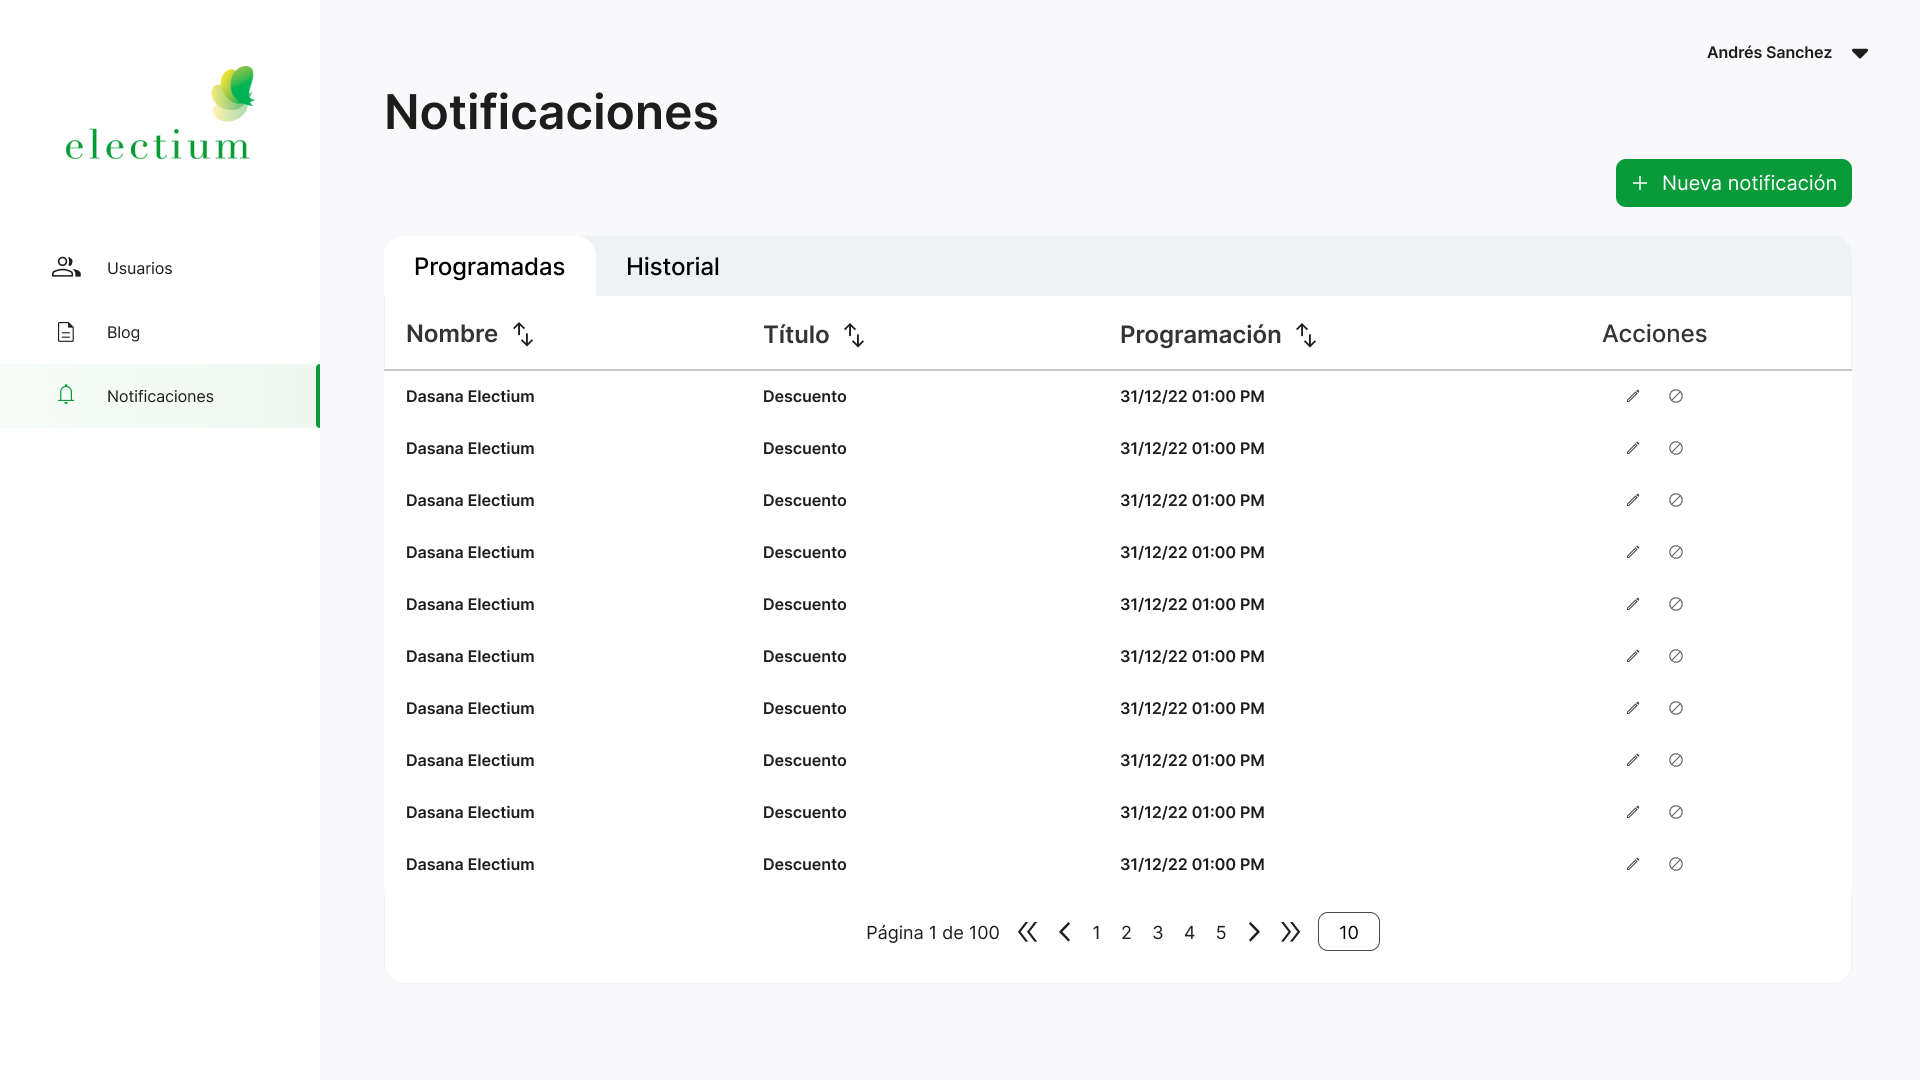 electium
Usuarios
Blog
Notificaciones
Andrés Sanchez
Notificaciones
Nueva notificación
Programadas Historial
Nombre Título Programación Acciones
Dasana Electium Descuento 31/12/22 01:00 PM
Dasana Electium Descuento 31/12/22 01:00 PM
Dasana Electium Descuento 31/12/22 01:00 PM
Dasana Electium Descuento 31/12/22 01:00 PM
Dasana Electium Descuento 31/12/22 01:00 PM
Dasana Electium Descuento 31/12/22 01:00 PM
Dasana Electium Descuento 31/12/22 01:00 PM
Dasana Electium Descuento 31/12/22 01:00 PM
Dasana Electium Descuento 31/12/22 01:00 PM
Dasana Electium Descuento 31/12/22 01:00 PM
Página 1 de 100 1 2 3 4 5 10